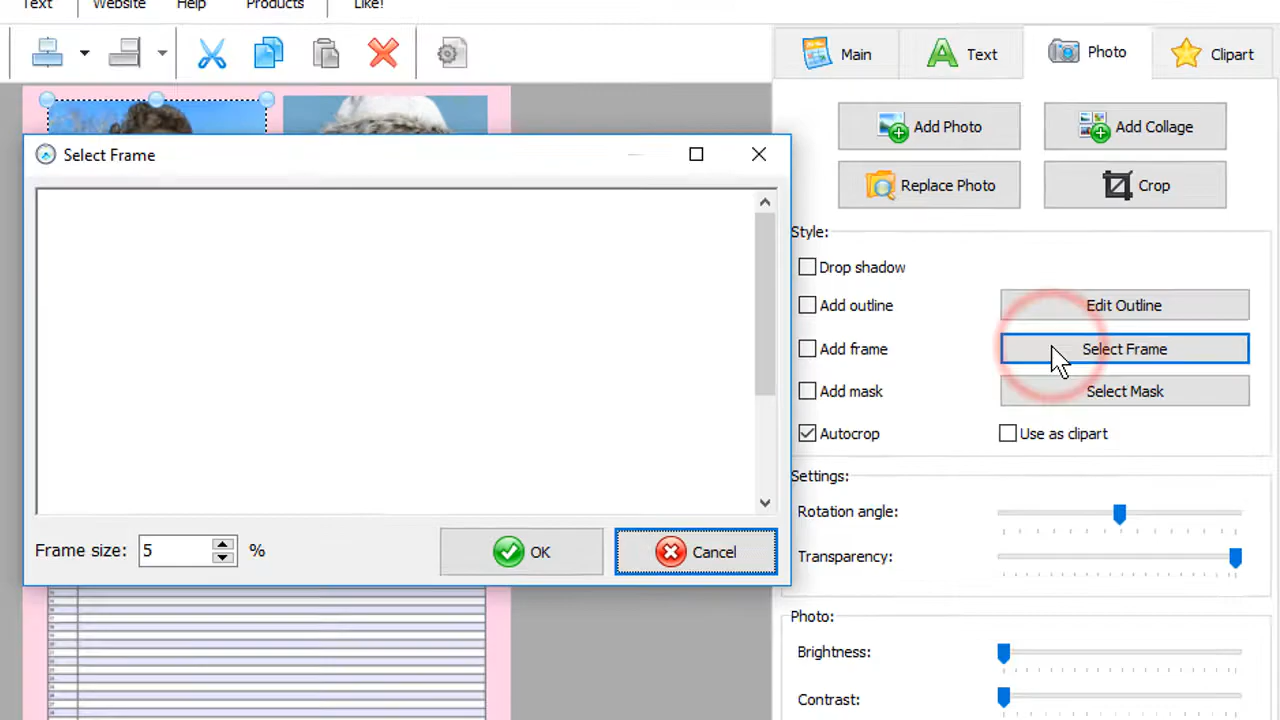 Text Website Help Products Like!
Main Text Photo Clipart
Add Photo Add Collage
Replace Photo Crop
Select Frame
Style:
Drop shadow
Add outline Edit Outline
Add frame Select Frame
Add mask Select Mask
Autocrop Use as clipart
Settings:
Rotation angle:
Transparency:
Frame size: 5 % OK Cancel
Photo:
Brightness:
Contrast: